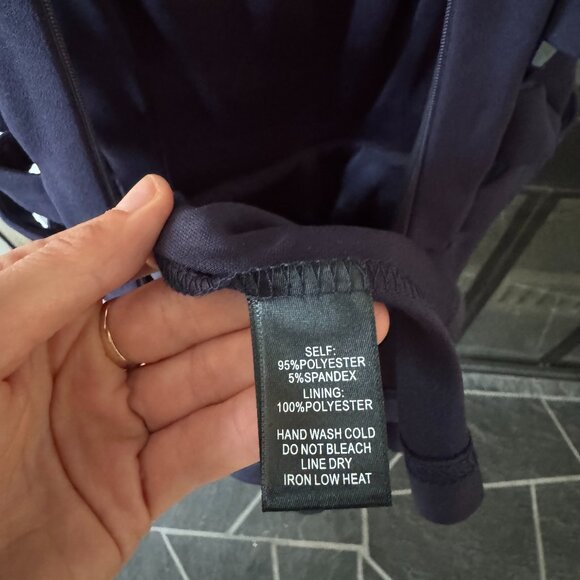 SELF:
95%POLYESTER
5%SPANDEX
LINING:
100%POLYESTER
HAND WASH COLD
DO NOT BLEACH
LINE DRY
IRON LOW HEAT